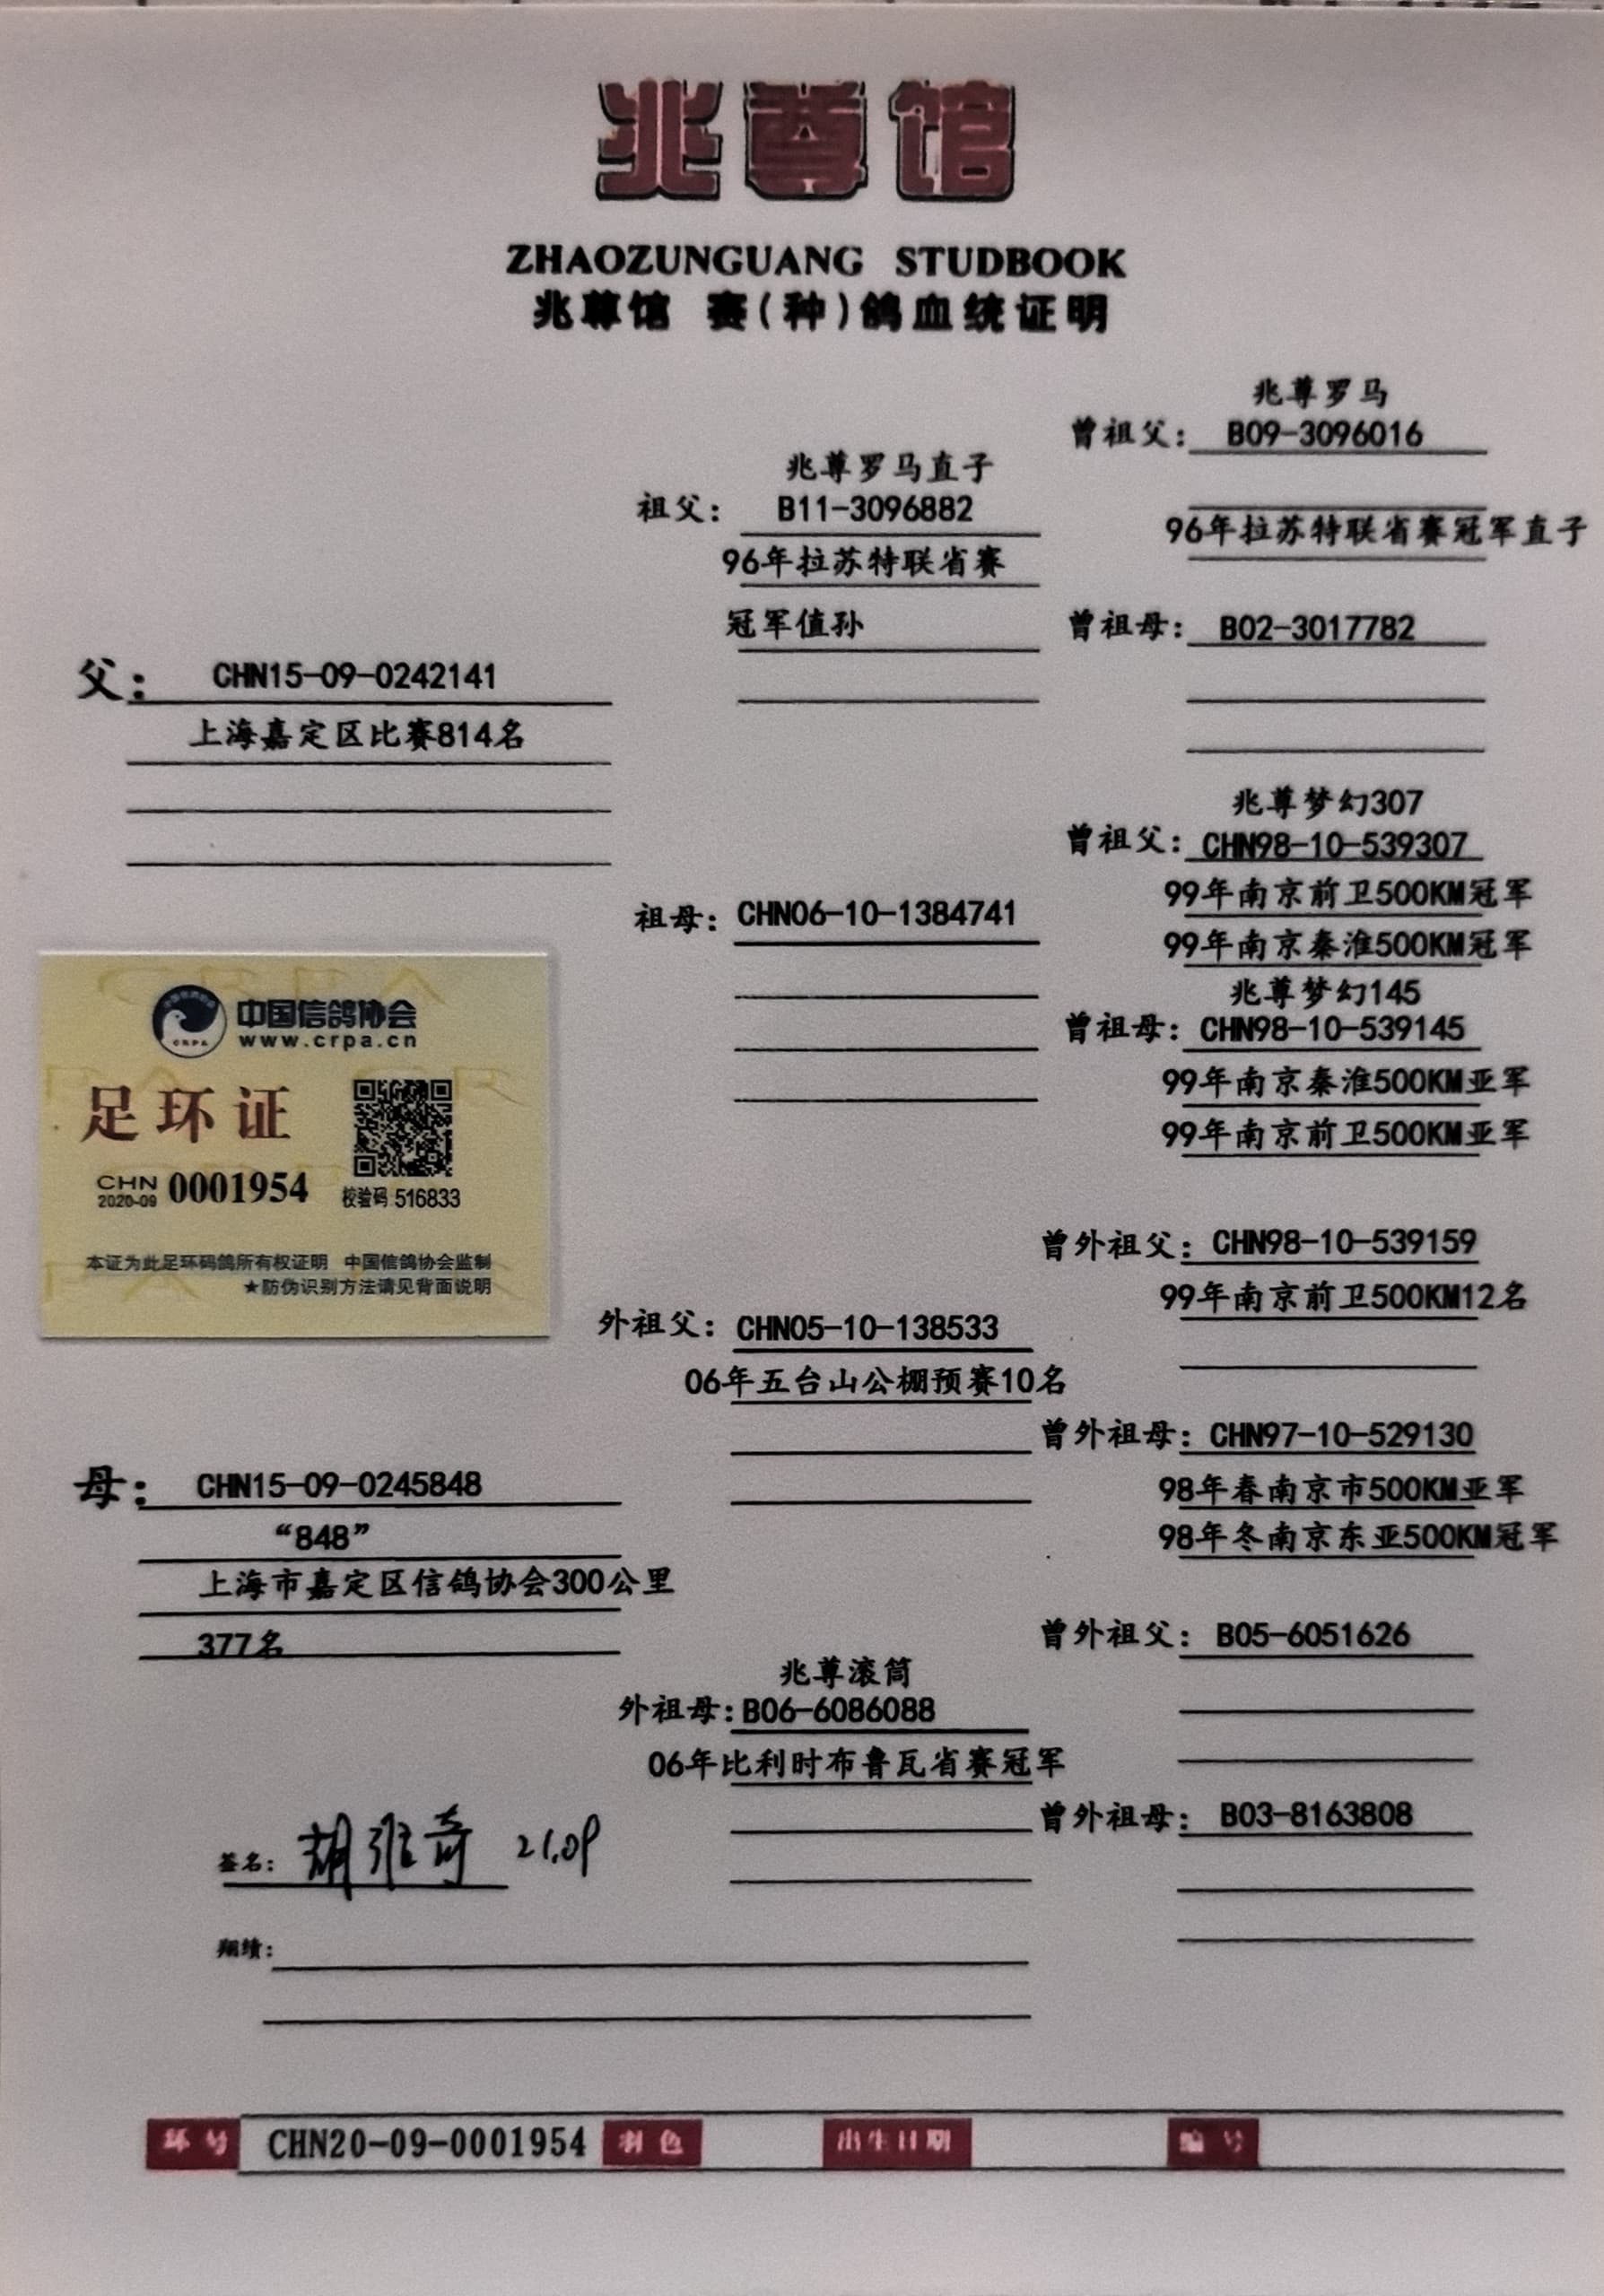 兆尊馆
ZHAOZUNGUANG STUDBOOK
兆尊馆 赛(种)鸽血统证明
父: CHN15-09-0242141
上海嘉定区比赛814名
中国信鸽协会
CRPA
www.crpa.cn
足环证
CHN
2020-09 0001954
校验码 516833
本证为此足环码鸽所有权证明 中国信鸽协会监制
★防伪识别方法请见背面说明
母: CHN15-09-0245848
“848”
上海市嘉定区信鸽协会300公里
377名
兆尊罗马直子
祖父: B11-3096882
96年拉苏特联省赛
冠军值孙
祖母: CHN06-10-1384741
外祖父: CHN05-10-138533
06年五台山公棚预赛10名
兆尊滚筒
外祖母: B06-6086088
06年比利时布鲁瓦省赛冠军
兆尊罗马
曾祖父: B09-3096016
96年拉苏特联省赛冠军直子
曾祖母: B02-3017782
兆尊梦幻307
曾祖父: CHN98-10-539307
99年南京前卫500KM冠军
99年南京秦淮500KM冠军
兆尊梦幻145
曾祖母: CHN98-10-539145
99年南京秦淮500KM亚军
99年南京前卫500KM亚军
曾外祖父: CHN98-10-539159
99年南京前卫500KM12名
曾外祖母: CHN97-10-529130
98年春南京市500KM亚军
98年冬南京东亚500KM冠军
曾外祖父: B05-6051626
曾外祖母: B03-8163808
签名: 胡 奇 21.09
翔绩:
环号 CHN20-09-0001954 羽色 出生日期 编号